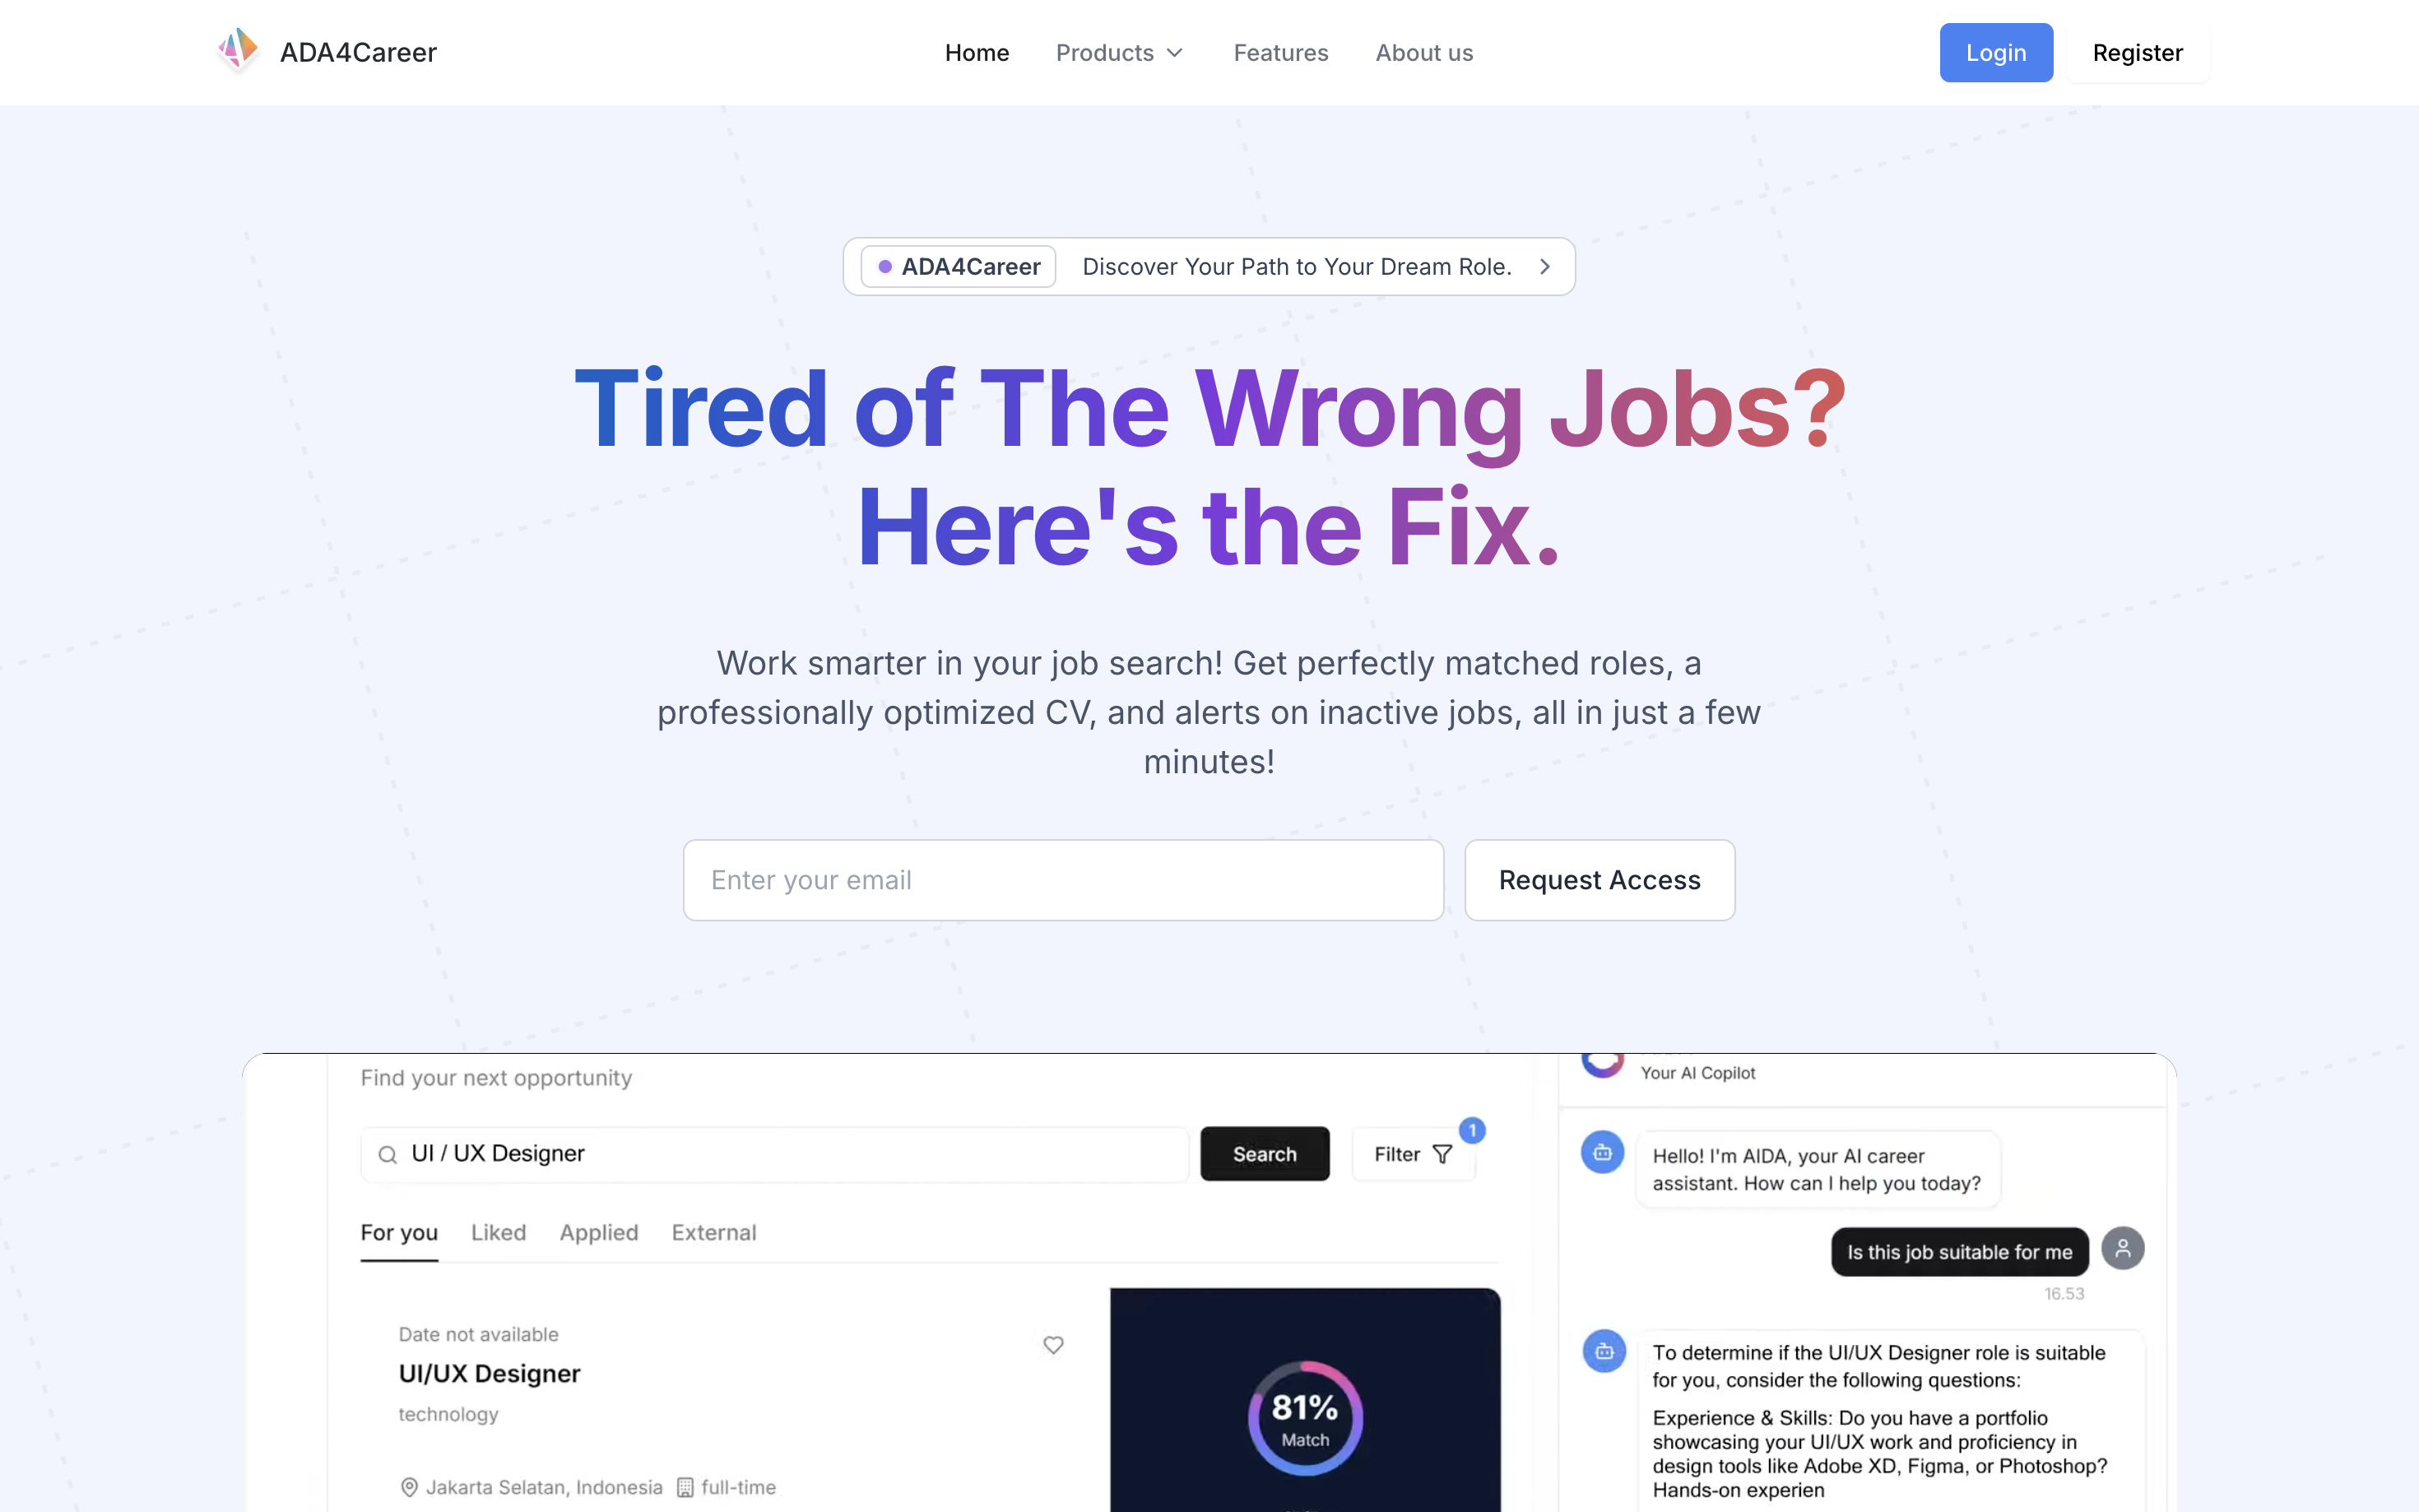 ADA4Career
Home
Products
Features
About us
Login
Register
ADA4Career
Discover Your Path to Your Dream Role.
Tired of The Wrong Jobs?
Here's the Fix.
Work smarter in your job search! Get perfectly matched roles, a
professionally optimized CV, and alerts on inactive jobs, all in just a few
minutes!
Enter your email
Request Access
Find your next opportunity
UI / UX Designer
Search
Filter
1
For you
Liked
Applied
External
Date not available
UI/UX Designer
technology
Jakarta Selatan, Indonesia
full-time
81%
Match
Your AI Copilot
Hello! I'm AIDA, your AI career
assistant. How can I help you today?
Is this job suitable for me
16.53
To determine if the UI/UX Designer role is suitable
for you, consider the following questions:
Experience & Skills: Do you have a portfolio
showcasing your UI/UX work and proficiency in
design tools like Adobe XD, Figma, or Photoshop?
Hands-on experien